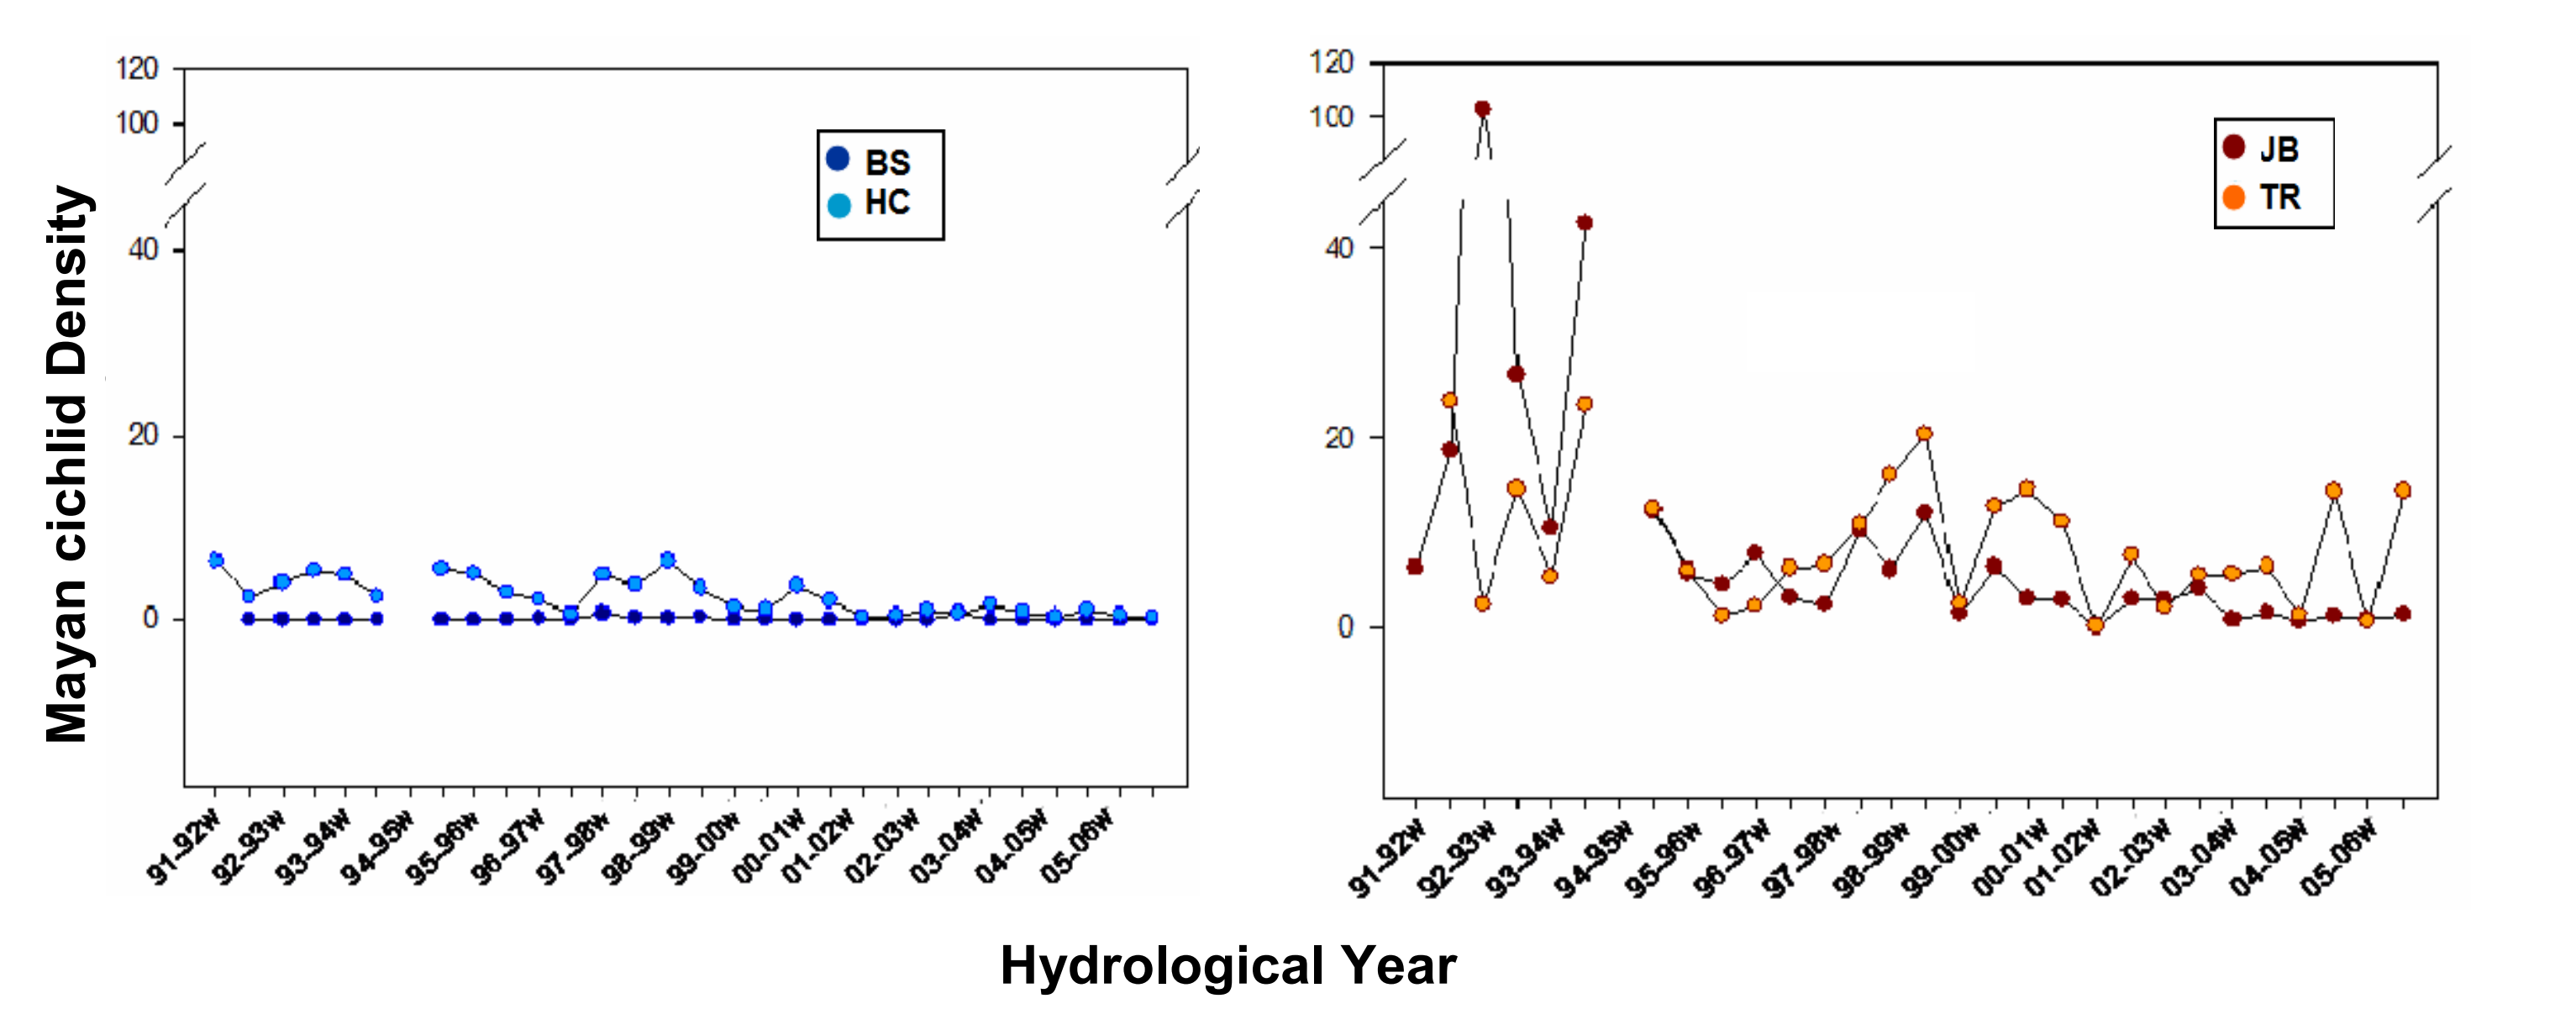 Mayan cichlid Density
120
100
40
20
0
BS
HC
91-92w
92-93w
93-94w
94-95w
95-96w
96-97w
97-98w
98-99w
99-00w
00-01w
01-02w
02-03w
03-04w
04-05w
05-06w
120
100
40
20
0
JB
TR
91-92w
92-93w
93-94w
94-95w
95-96w
96-97w
97-98w
98-99w
99-00w
00-01w
01-02w
02-03w
03-04w
04-05w
05-06w
Hydrological Year